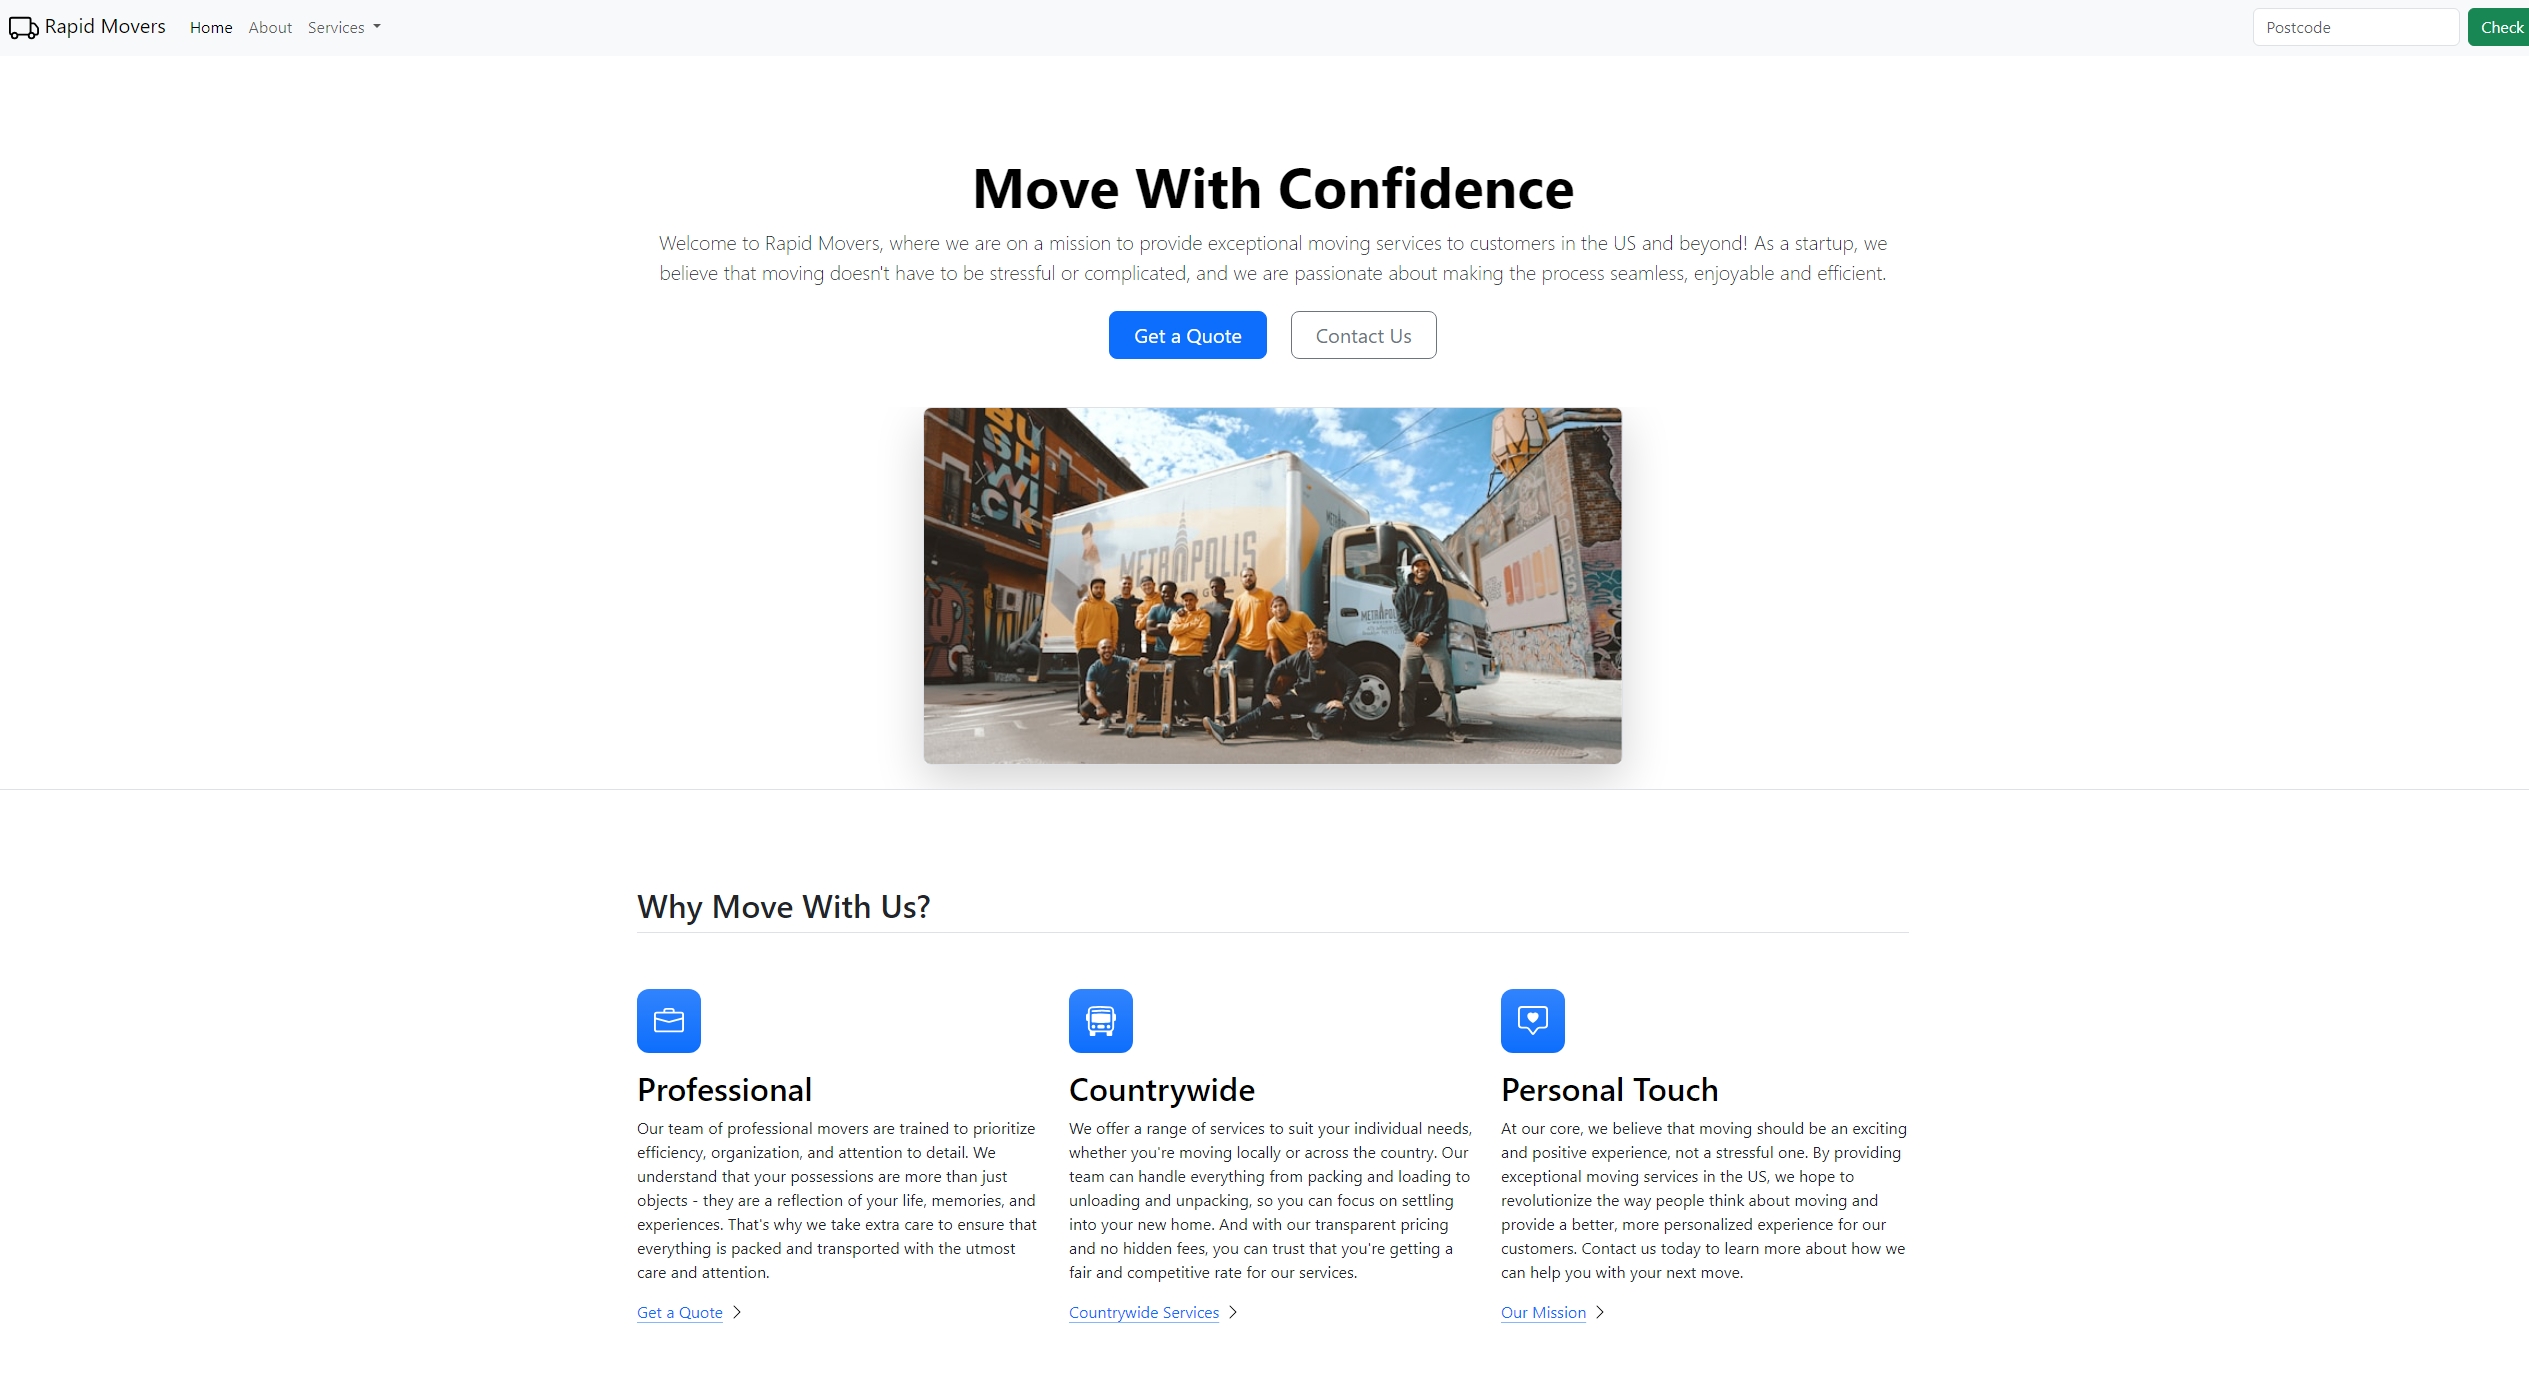 Rapid Movers
Home
About
Services
Postcode
Check
Move With Confidence
Welcome to Rapid Movers, where we are on a mission to provide exceptional moving services to customers in the US and beyond! As a startup, we
believe that moving doesn't have to be stressful or complicated, and we are passionate about making the process seamless, enjoyable and efficient.
Get a Quote
Contact Us
BUSHWICK
METROPOLIS
METROPOLIS
Why Move With Us?
Professional
Our team of professional movers are trained to prioritize
efficiency, organization, and attention to detail. We
understand that your possessions are more than just
objects - they are a reflection of your life, memories, and
experiences. That's why we take extra care to ensure that
everything is packed and transported with the utmost
care and attention.
Get a Quote
Countrywide
We offer a range of services to suit your individual needs,
whether you're moving locally or across the country. Our
team can handle everything from packing and loading to
unloading and unpacking, so you can focus on settling
into your new home. And with our transparent pricing
and no hidden fees, you can trust that you're getting a
fair and competitive rate for our services.
Countrywide Services
Personal Touch
At our core, we believe that moving should be an exciting
and positive experience, not a stressful one. By providing
exceptional moving services in the US, we hope to
revolutionize the way people think about moving and
provide a better, more personalized experience for our
customers. Contact us today to learn more about how we
can help you with your next move.
Our Mission